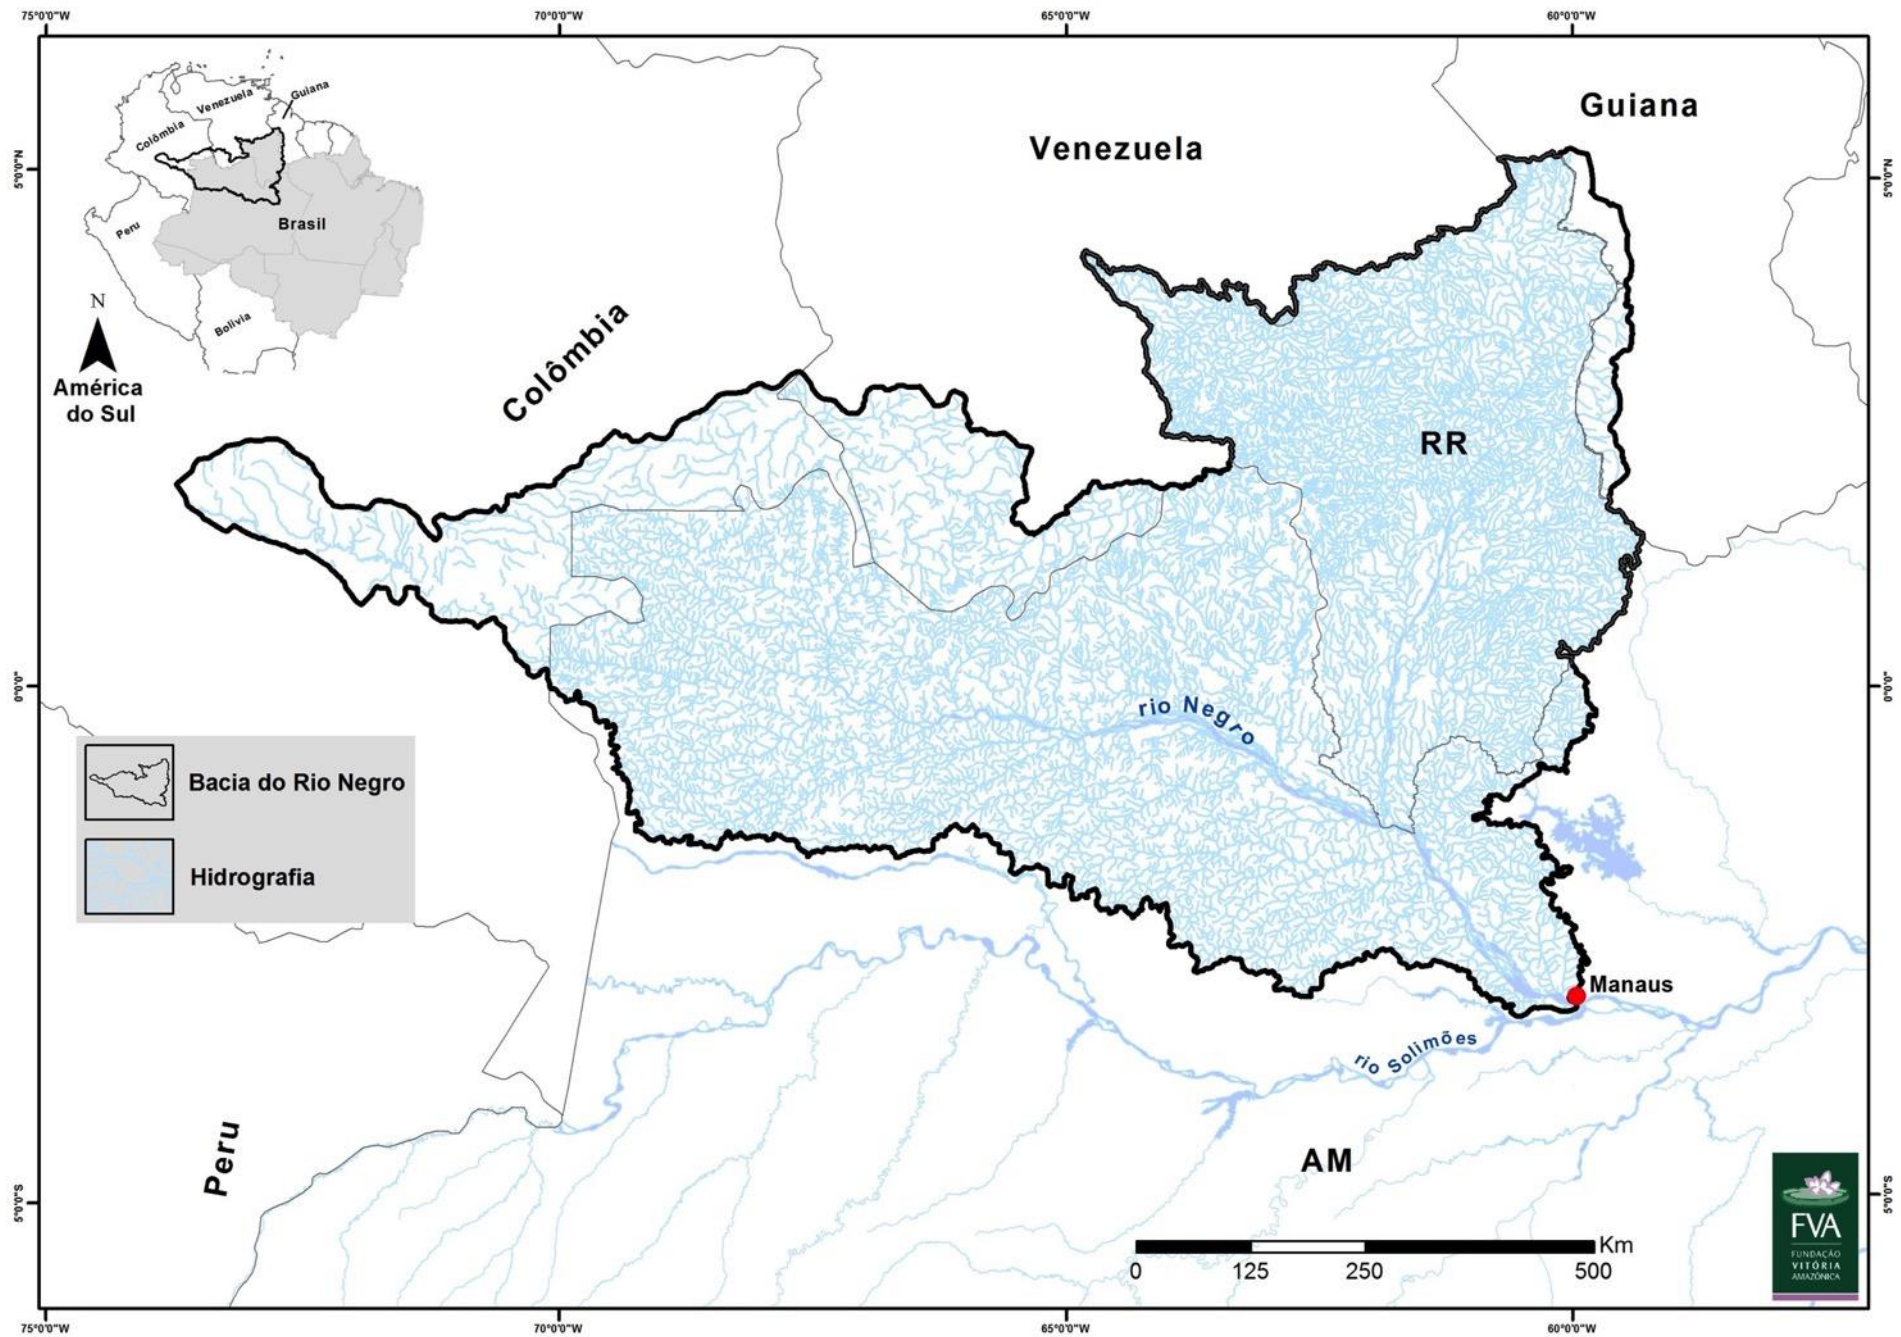 75°0'0"W
70°0'0"W
65°0'0"W
60°0'0"W
Venezuela
Guiana
Colômbia
Peru
Brasil
Bolivia
N
América
do Sul
Colômbia
Venezuela
Guiana
RR
5°0'0"N
5°0'0"N
0°0'0"
0°0'0"
rio Negro
Bacia do Rio Negro
Hidrografia
Manaus
rio Solimões
Peru
AM
5°0'0"S
5°0'0"S
Km
0
125
250
500
FVA
FUNDAÇÃO
VITÓRIA
AMAZÔNICA
75°0'0"W
70°0'0"W
65°0'0"W
60°0'0"W